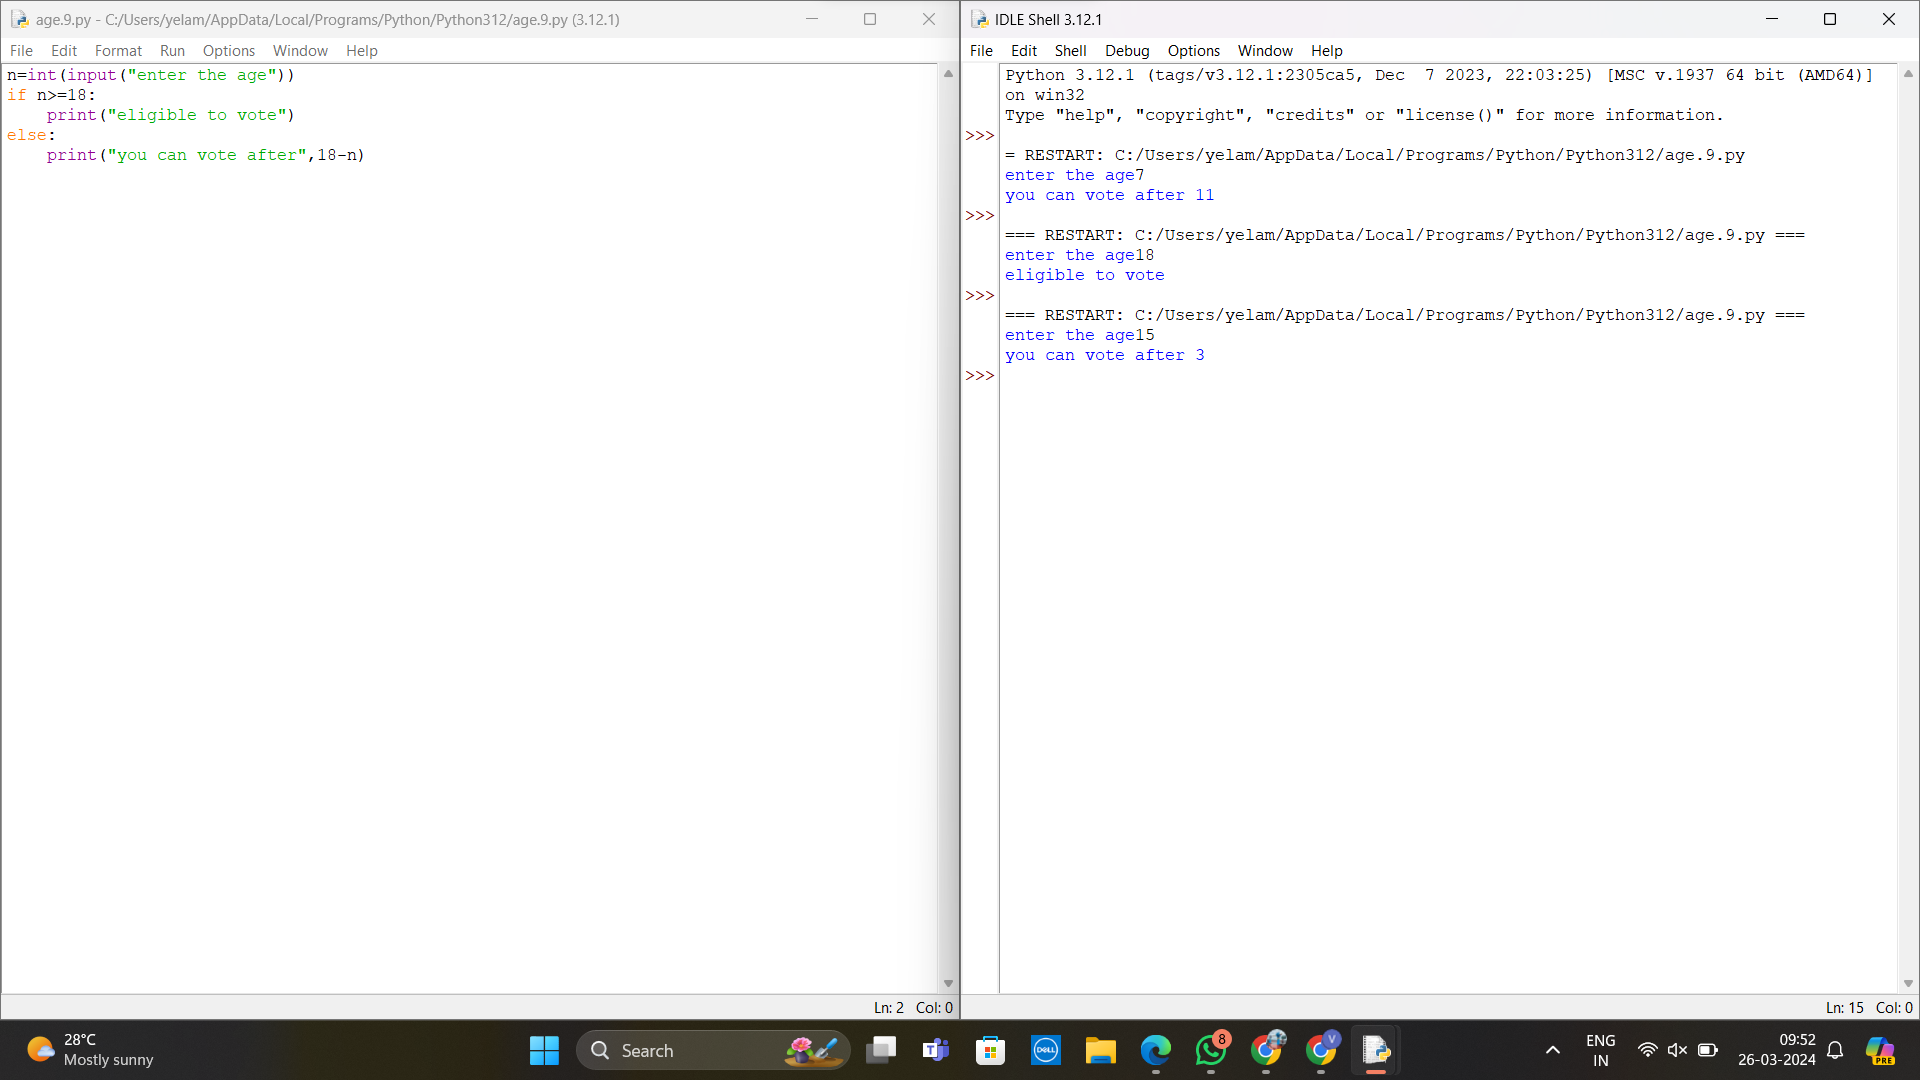 age.9.py - C:/Users/yelam/AppData/Local/Programs/Python/Python312/age.9.py (3.12.1)
File Edit Format Run Options Window Help
n=int(input("enter the age"))
if n>=18:
    print("eligible to vote")
else:
    print("you can vote after",18-n)
Ln: 2 Col: 0
IDLE Shell 3.12.1
File Edit Shell Debug Options Window Help
Python 3.12.1 (tags/v3.12.1:2305ca5, Dec  7 2023, 22:03:25) [MSC v.1937 64 bit (AMD64)]
on win32
Type "help", "copyright", "credits" or "license()" for more information.
>>>
= RESTART: C:/Users/yelam/AppData/Local/Programs/Python/Python312/age.9.py
enter the age7
you can vote after 11
>>>
=== RESTART: C:/Users/yelam/AppData/Local/Programs/Python/Python312/age.9.py ===
enter the age18
eligible to vote
>>>
=== RESTART: C:/Users/yelam/AppData/Local/Programs/Python/Python312/age.9.py ===
enter the age15
you can vote after 3
>>>
Ln: 15 Col: 0
28°C
Mostly sunny
Search
DELL
8
V
ENG
IN
09:52
26-03-2024
PRE